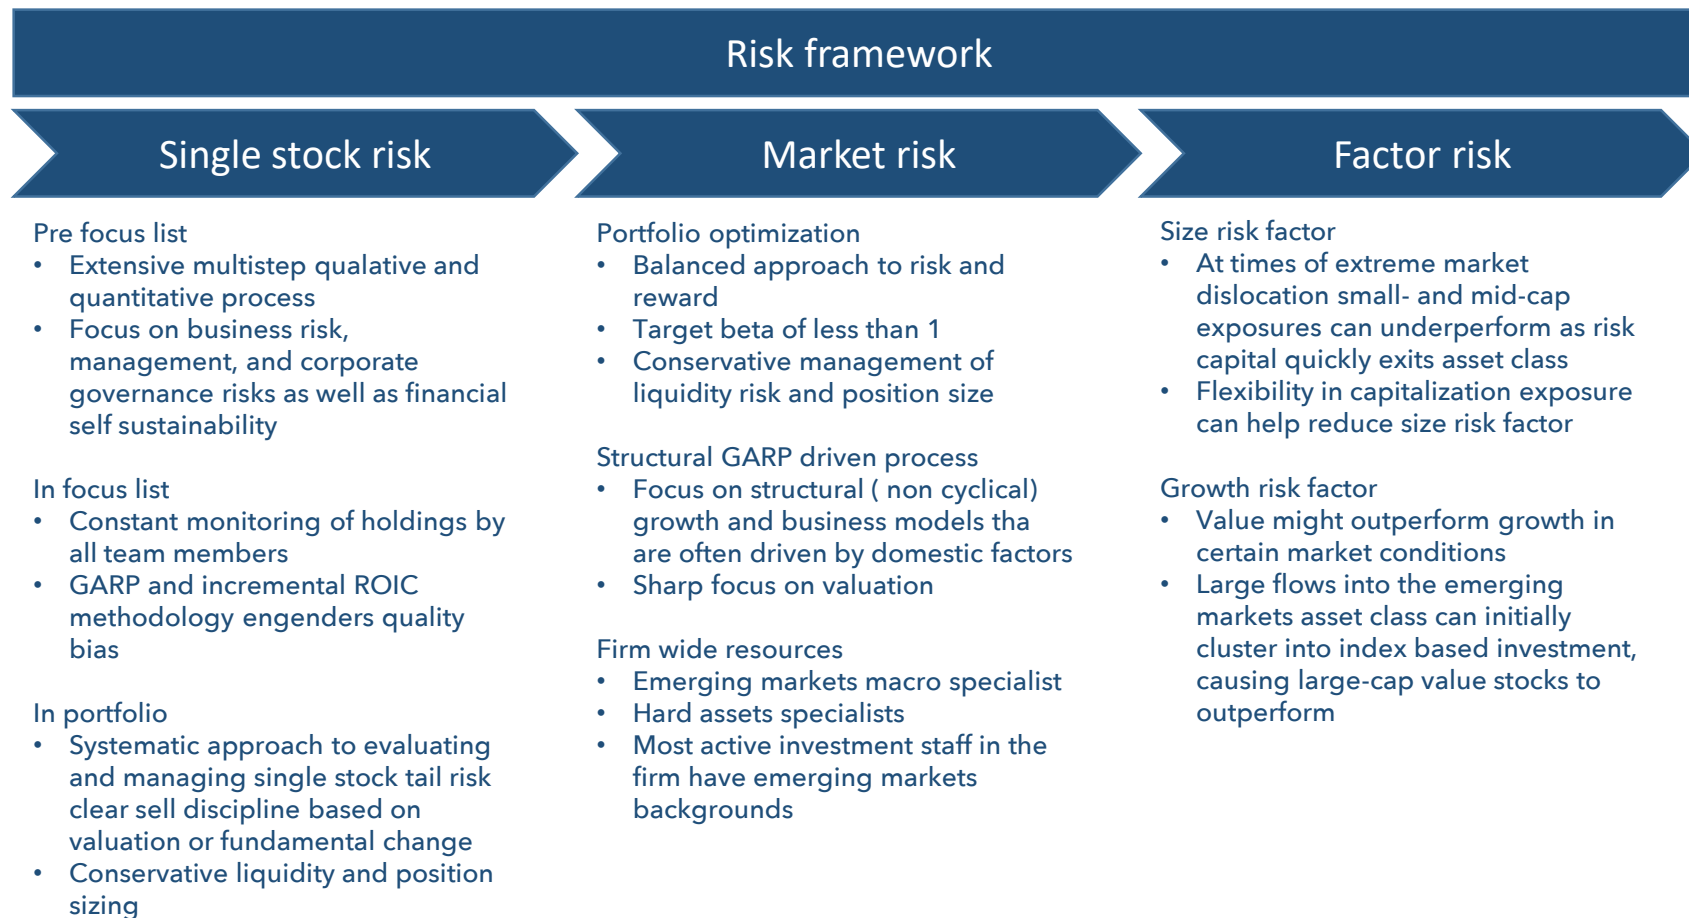 Risk framework
Single stock risk
Market risk
Factor risk
Pre focus list
• Extensive multistep qualative and
quantitative process
• Focus on business risk,
management, and corporate
governance risks as well as financial
self sustainability
In focus list
• Constant monitoring of holdings by
all team members
• GARP and incremental ROIC
methodology engenders quality
bias
In portfolio
• Systematic approach to evaluating
and managing single stock tail risk
clear sell discipline based on
valuation or fundamental change
• Conservative liquidity and position
sizing
Portfolio optimization
• Balanced approach to risk and
reward
• Target beta of less than 1
• Conservative management of
liquidity risk and position size
Structural GARP driven process
• Focus on structural ( non cyclical)
growth and business models tha
are often driven by domestic factors
• Sharp focus on valuation
Firm wide resources
• Emerging markets macro specialist
• Hard assets specialists
• Most active investment staff in the
firm have emerging markets
backgrounds
Size risk factor
• At times of extreme market
dislocation small- and mid-cap
exposures can underperform as risk
capital quickly exits asset class
• Flexibility in capitalization exposure
can help reduce size risk factor
Growth risk factor
• Value might outperform growth in
certain market conditions
• Large flows into the emerging
markets asset class can initially
cluster into index based investment,
causing large-cap value stocks to
outperform